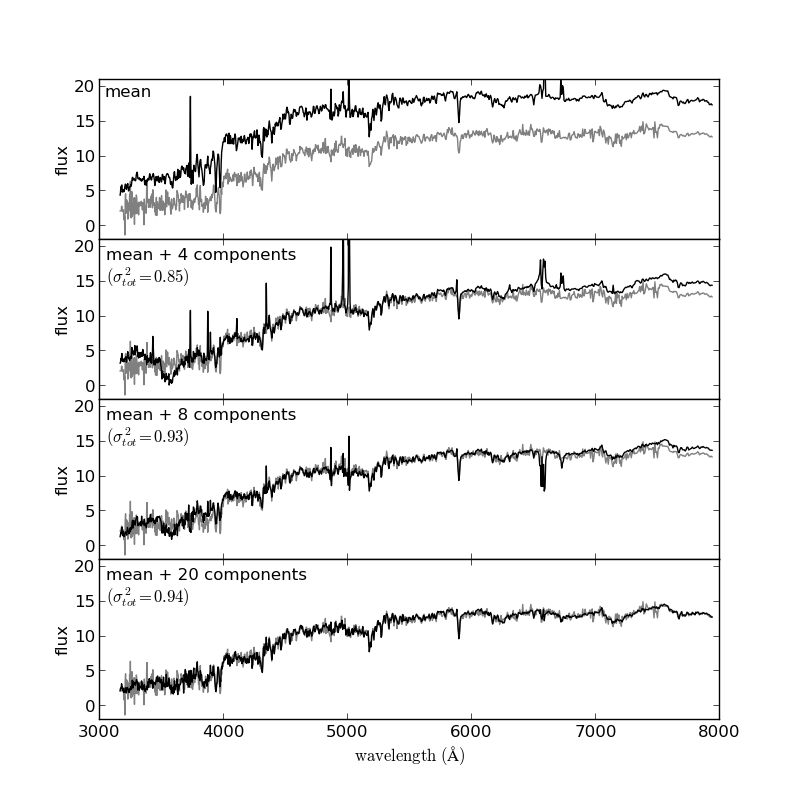 mean
20
15
10
5
0
flux
mean + 4 components
(σ²tot = 0.85)
20
15
10
5
0
flux
mean + 8 components
(σ²tot = 0.93)
20
15
10
5
0
flux
mean + 20 components
(σ²tot = 0.94)
20
15
10
5
0
flux
3000 4000 5000 6000 7000 8000
wavelength (Å)